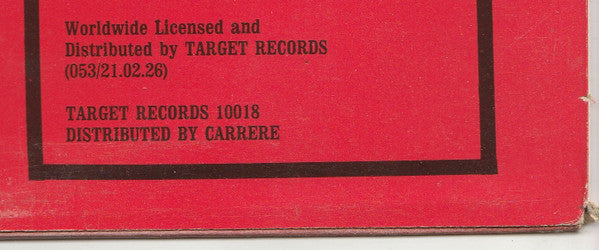 Worldwide Licensed and
Distributed by TARGET RECORDS
(053/21.02.26)
TARGET RECORDS 10018
DISTRIBUTED BY CARRERE